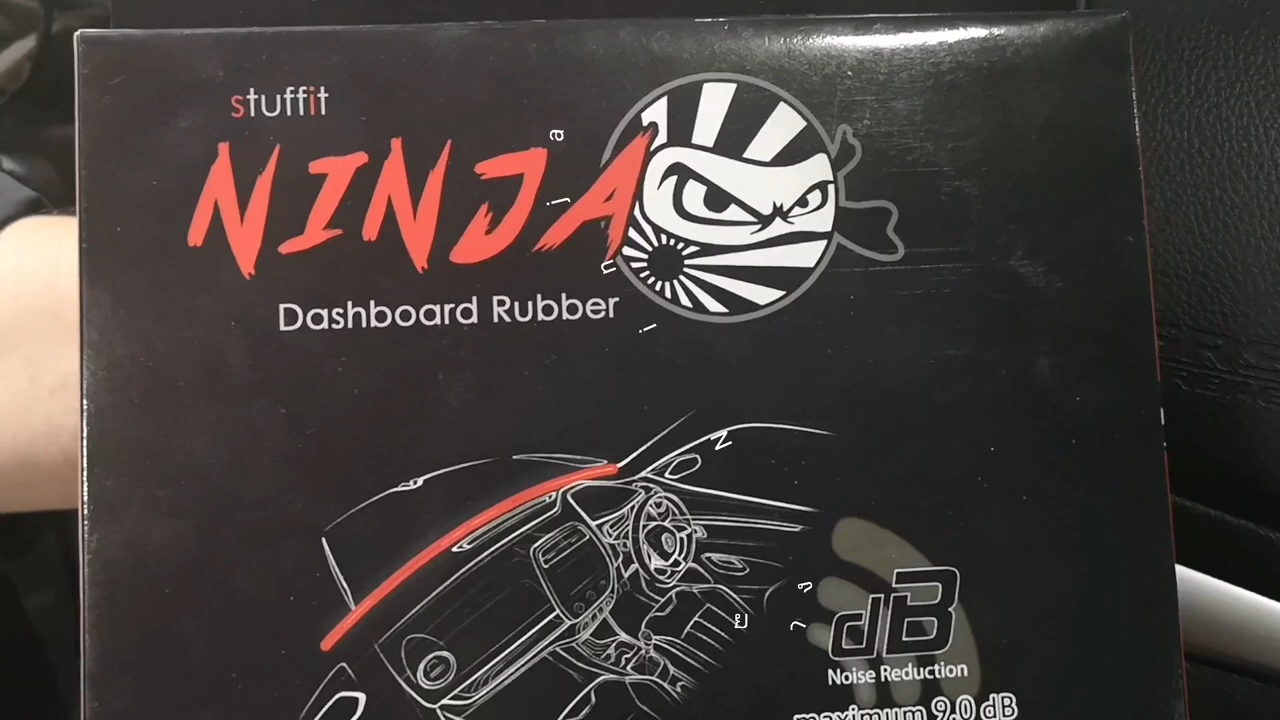 stuffit
NINJA
Dashboard Rubber
dB
Noise Reduction
maximum 9.0 dB